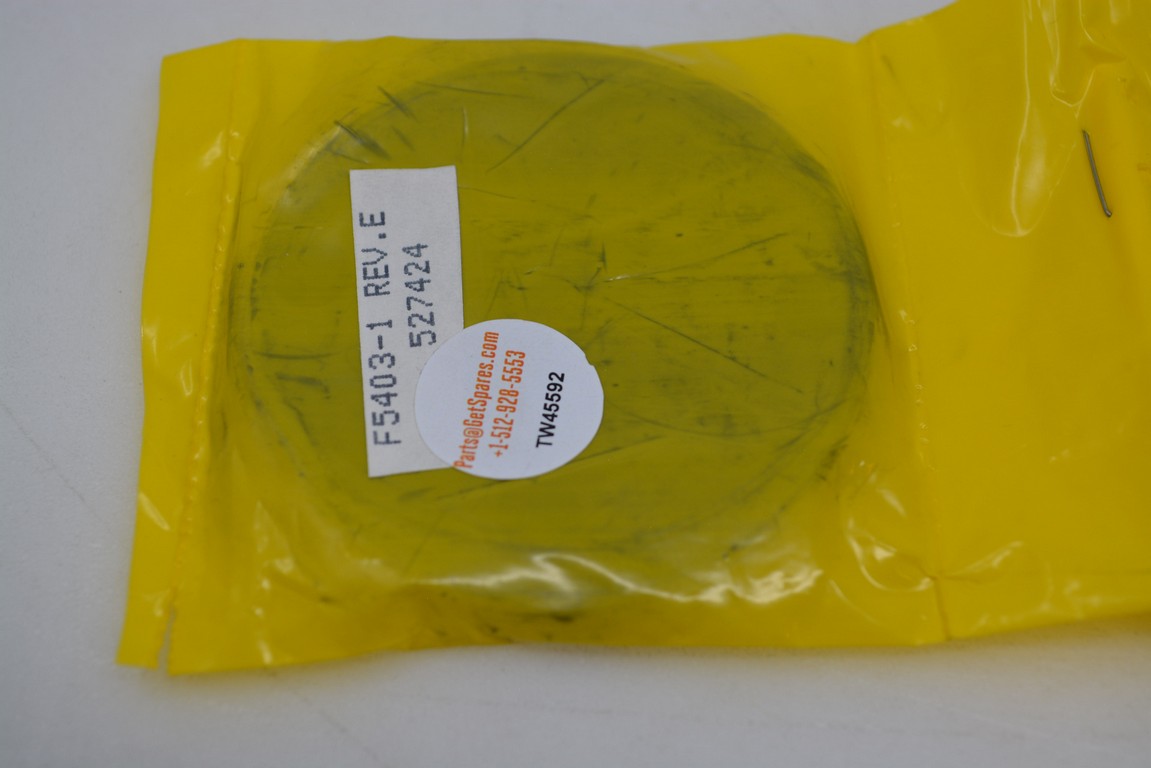 F5403-1 REV.E
527424
Parts@GetSpares.com
+1-512-928-5553
TW45592